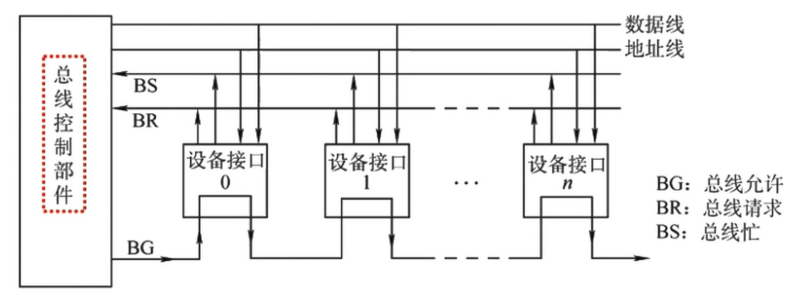 数据线
地址线
总线控制部件
BS
BR
设备接口
0
设备接口
1
...
设备接口
n
BG
BG：总线允许
BR：总线请求
BS：总线忙